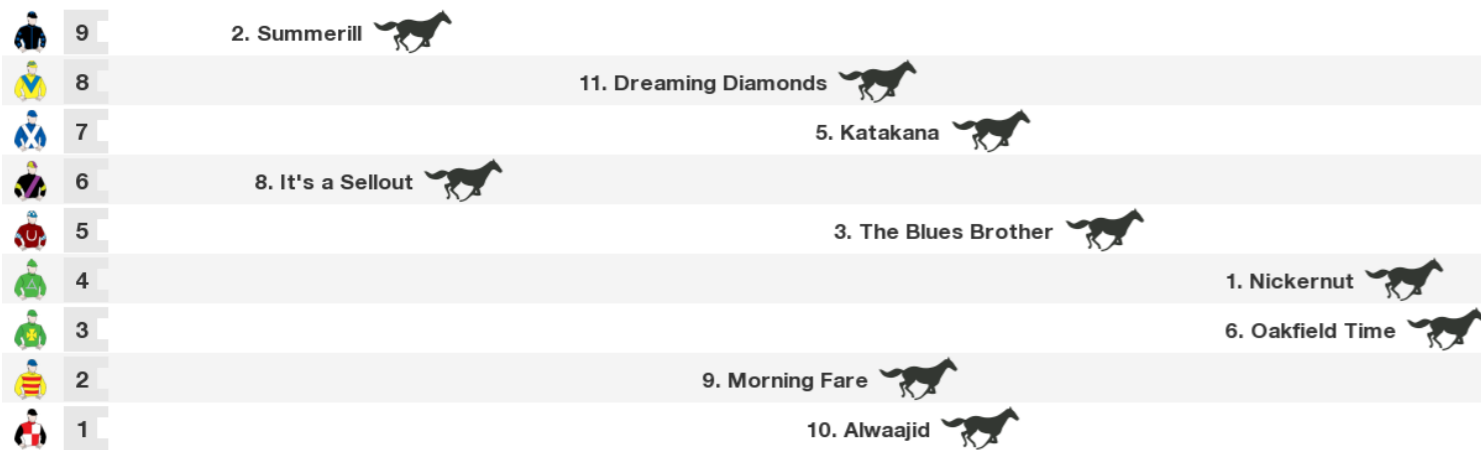 9 2. Summerill
8 11. Dreaming Diamonds
7 5. Katakana
6 8. It's a Sellout
5 3. The Blues Brother
4 1. Nickernut
3 6. Oakfield Time
2 9. Morning Fare
1 10. Alwaajid